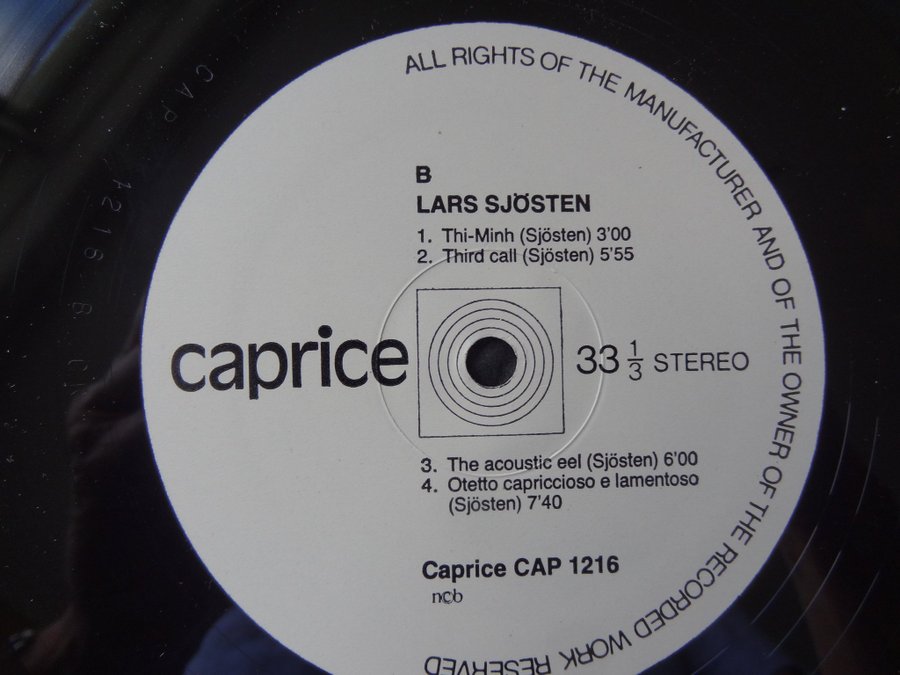 ALL RIGHTS OF THE MANUFACTURER AND OF THE OWNER OF THE RECORDED WORK RESERVED
B
LARS SJÖSTEN
1. Thi-Minh (Sjösten) 3'00
2. Third call (Sjösten) 5'55
caprice
33 1/3 STEREO
3. The acoustic eel (Sjösten) 6'00
4. Otetto capriccioso e lamentoso
(Sjösten) 7'40
Caprice CAP 1216
ncb
CAP 1216 B